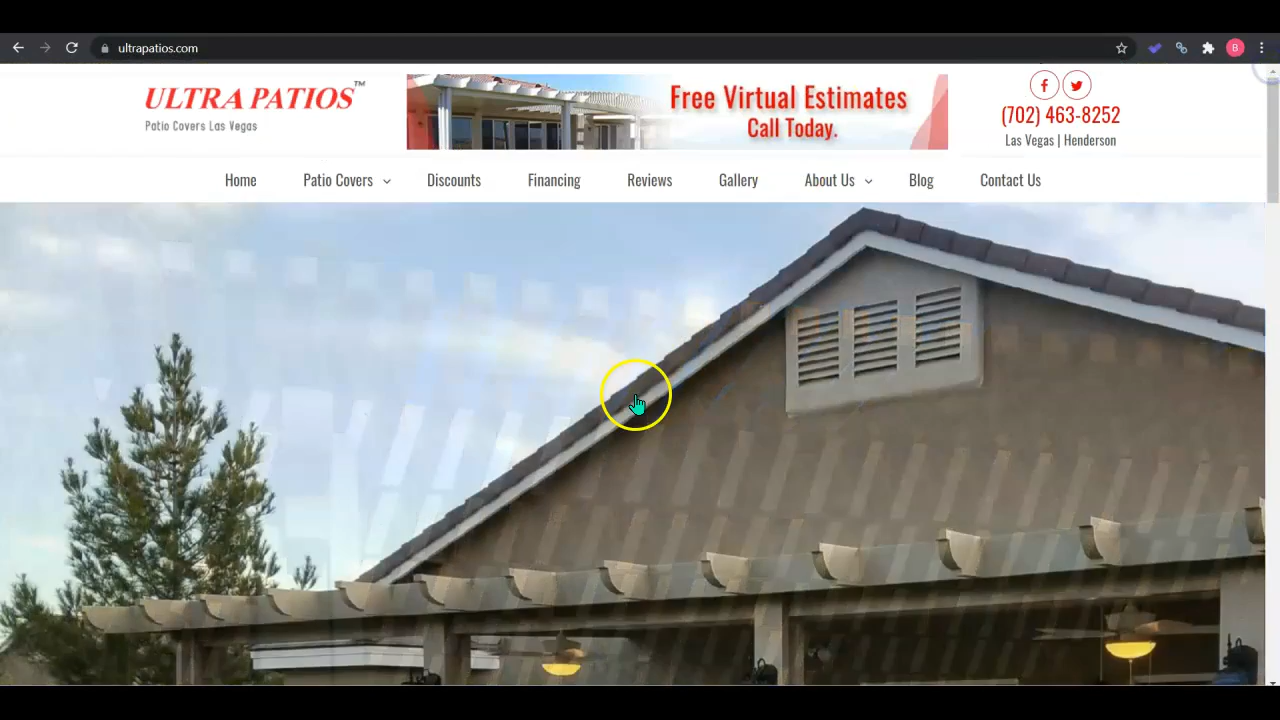 ultrapatios.com
B
ULTRA PATIOS™
Patio Covers Las Vegas
Free Virtual Estimates
Call Today.
(702) 463-8252
Las Vegas | Henderson
Home Patio Covers Discounts Financing Reviews Gallery About Us Blog Contact Us